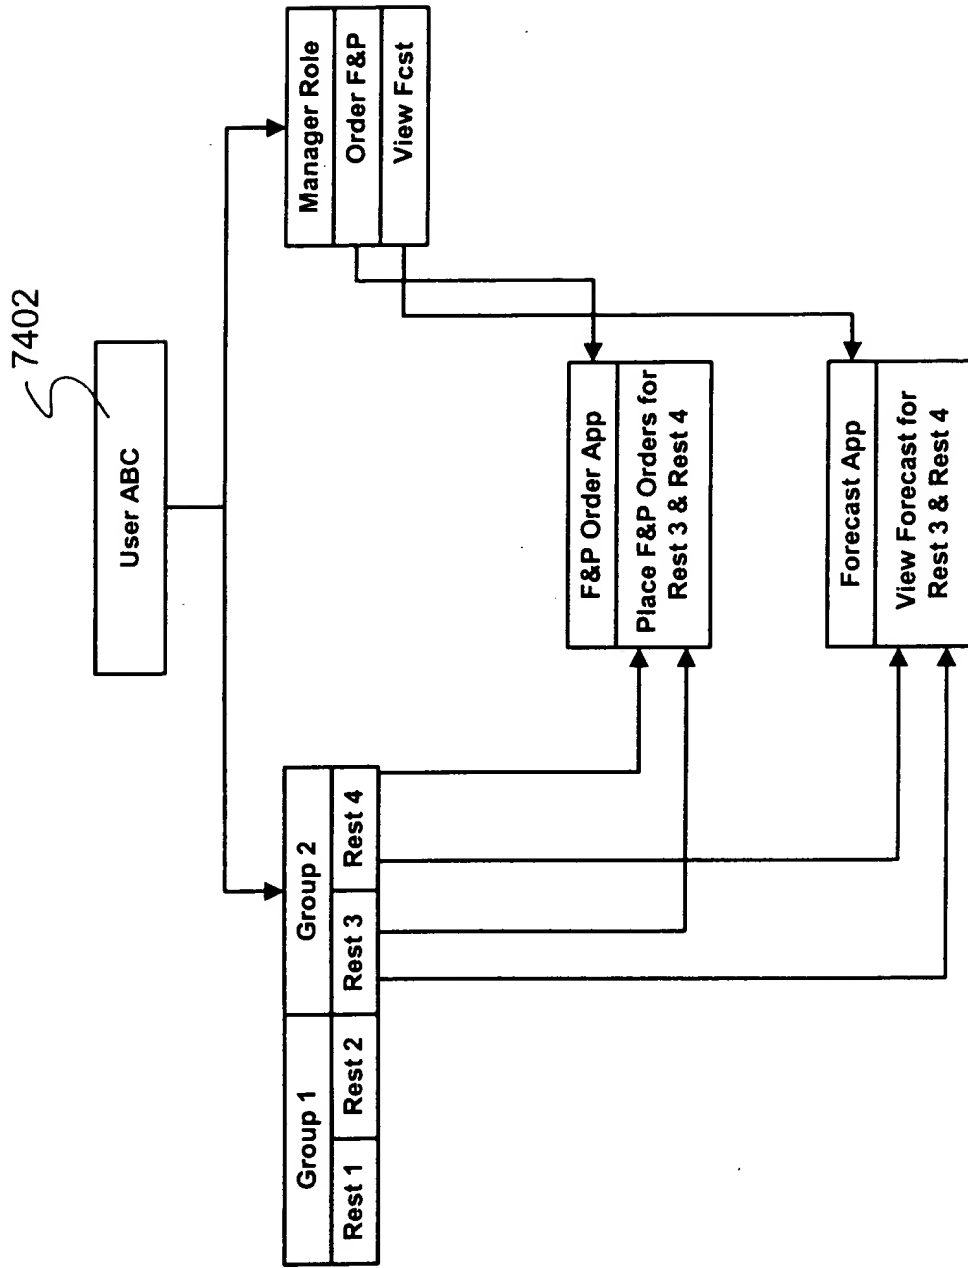 7402
User ABC
Group 1
Group 2
Rest 1
Rest 2
Rest 3
Rest 4
Manager Role
Order F&P
View Fcst
F&P Order App
Place F&P Orders for
Rest 3 & Rest 4
Forecast App
View Forecast for
Rest 3 & Rest 4